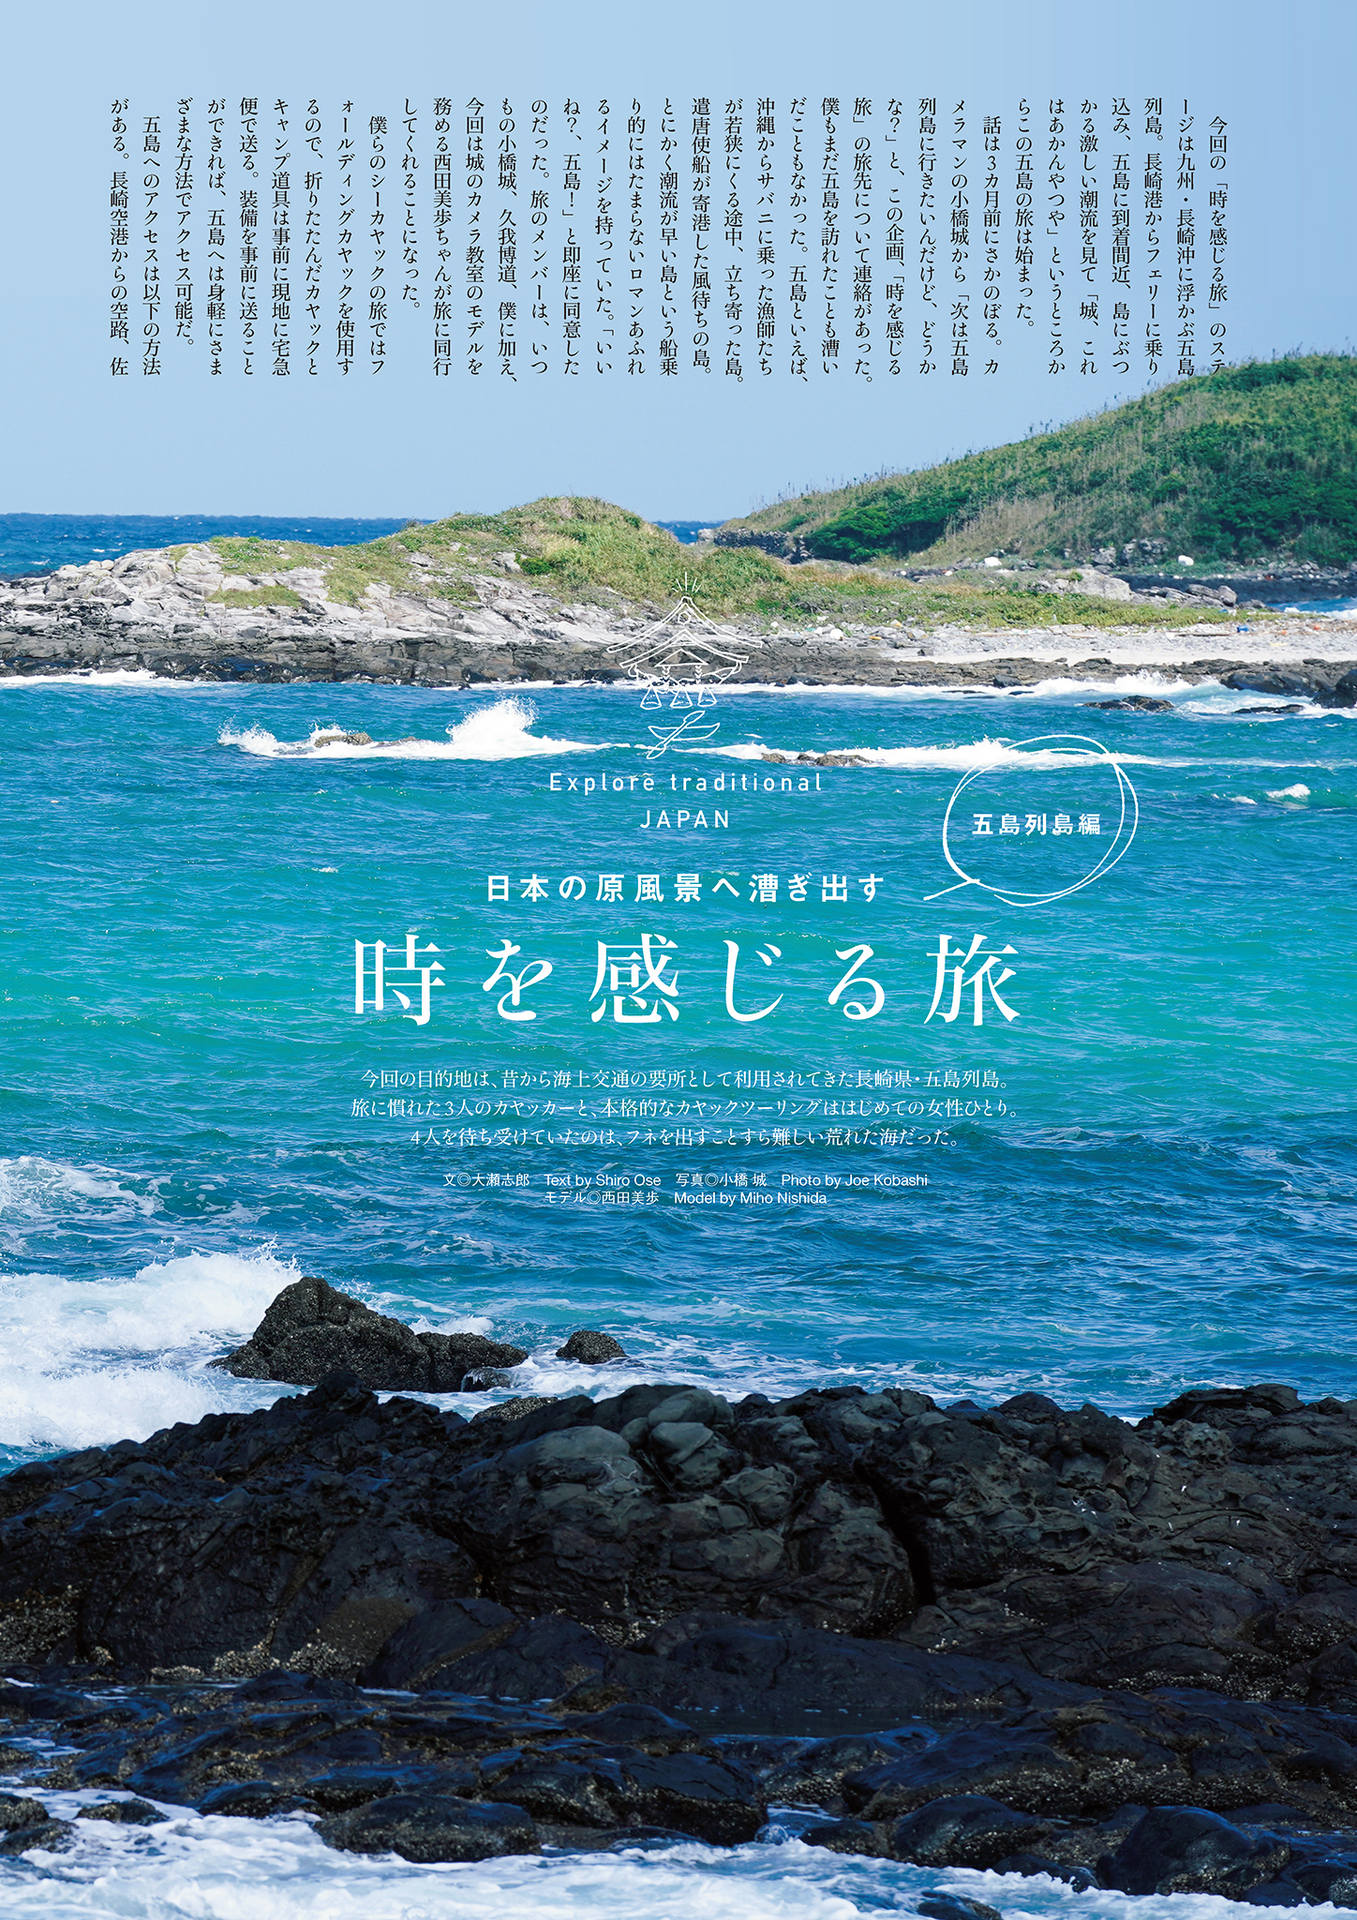 今回の「時を感じる旅」のステ
ージは九州・長崎沖に浮かぶ五島
列島。長崎港からフェリーに乗り
込み、五島に到着間近、島にぶつ
かる激しい潮流を見て「城、これ
はあかんやつや」というところか
らこの五島の旅は始まった。
話は3カ月前にさかのぼる。カ
メラマンの小橋城から「次は五島
列島に行きたいんだけど、どうか
な?」と、この企画、「時を感じる
旅」の旅先について連絡があった。
僕もまだ五島を訪れたことも漕い
だこともなかった。五島といえば、
沖縄からサバニに乗った漁師たち
が若狭にくる途中、立ち寄った島。
遣唐使船が寄港した風待ちの島。
とにかく潮流が早い島という船乗
り的にはたまらないロマンあふれ
るイメージを持っていた。「いい
ね?、五島!」と即座に同意した
のだった。旅のメンバーは、いつ
もの小橋城、久我博道、僕に加え、
今回は城のカメラ教室のモデルを
務める西田美歩ちゃんが旅に同行
してくれることになった。
僕らのシーカヤックの旅ではフ
ォールディングカヤックを使用す
るので、折りたたんだカヤックと
キャンプ道具は事前に現地に宅急
便で送る。装備を事前に送ること
ができれば、五島へは身軽にさま
ざまな方法でアクセス可能だ。
五島へのアクセスは以下の方法
がある。長崎空港からの空路、佐
Explore traditional
JAPAN
五島列島編
日本の原風景へ漕ぎ出す
時を感じる旅
今回の目的地は、昔から海上交通の要所として利用されてきた長崎県・五島列島。
旅に慣れた3人のカヤッカーと、本格的なカヤックツーリングははじめての女性ひとり。
4人を待ち受けていたのは、フネを出すことすら難しい荒れた海だった。
文◎大瀬志郎 Text by Shiro Ose 写真◎小橋 城 Photo by Joe Kobashi
モデル◎西田美歩 Model by Miho Nishida